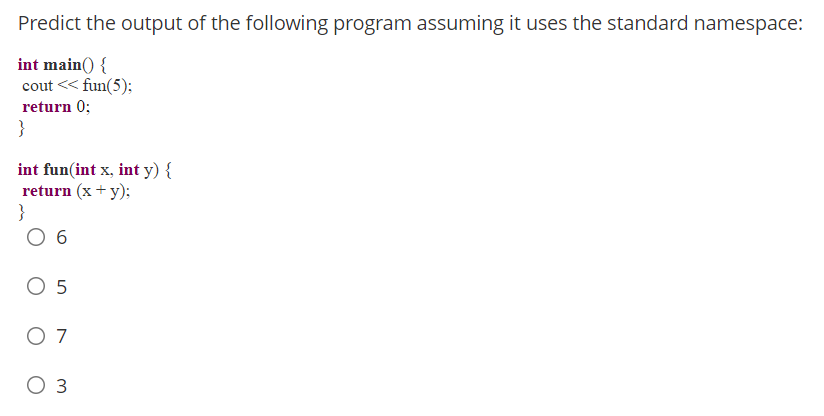 Predict the output of the following program assuming it uses the standard namespace:
int main() {
cout << fun(5);
return 0;
}
int fun(int x, int y) {
return (x + y);
}
6
5
7
3